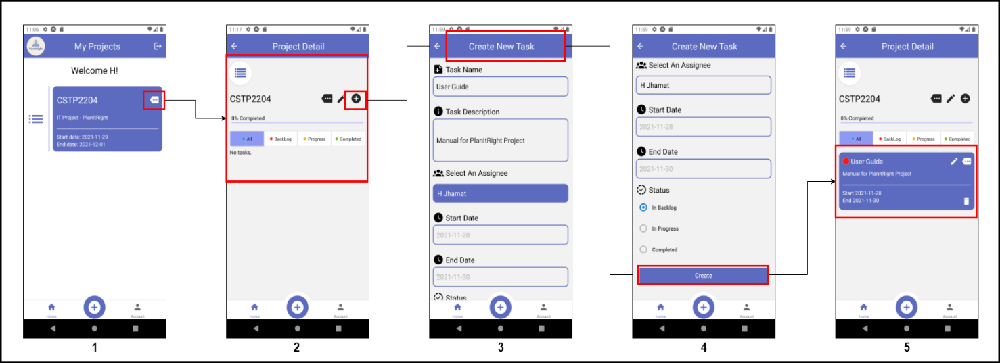 11:06
PlanItRight
My Projects
Welcome H!
CSTP2204
IT Project - PlanItRight
Start date: 2021-11-29
End date: 2021-12-01
Home
Account
1
11:17
Project Detail
CSTP2204
0% Completed
All BackLog Progress Completed
No tasks.
Home
Account
2
11:59
Create New Task
Task Name
User Guide
Task Description
Manual for PlanItRight Project
Select An Assignee
H Jhamat
Start Date
2021-11-28
End Date
2021-11-30
Status
Home
Account
3
11:59
Create New Task
Select An Assignee
H Jhamat
Start Date
2021-11-28
End Date
2021-11-30
Status
In Backlog
In Progress
Completed
Create
Home
Account
4
11:59
Project Detail
CSTP2204
0% Completed
All BackLog Progress Completed
User Guide
Manual for PlanItRight Project
Start 2021-11-28
End 2021-11-30
Home
Account
5